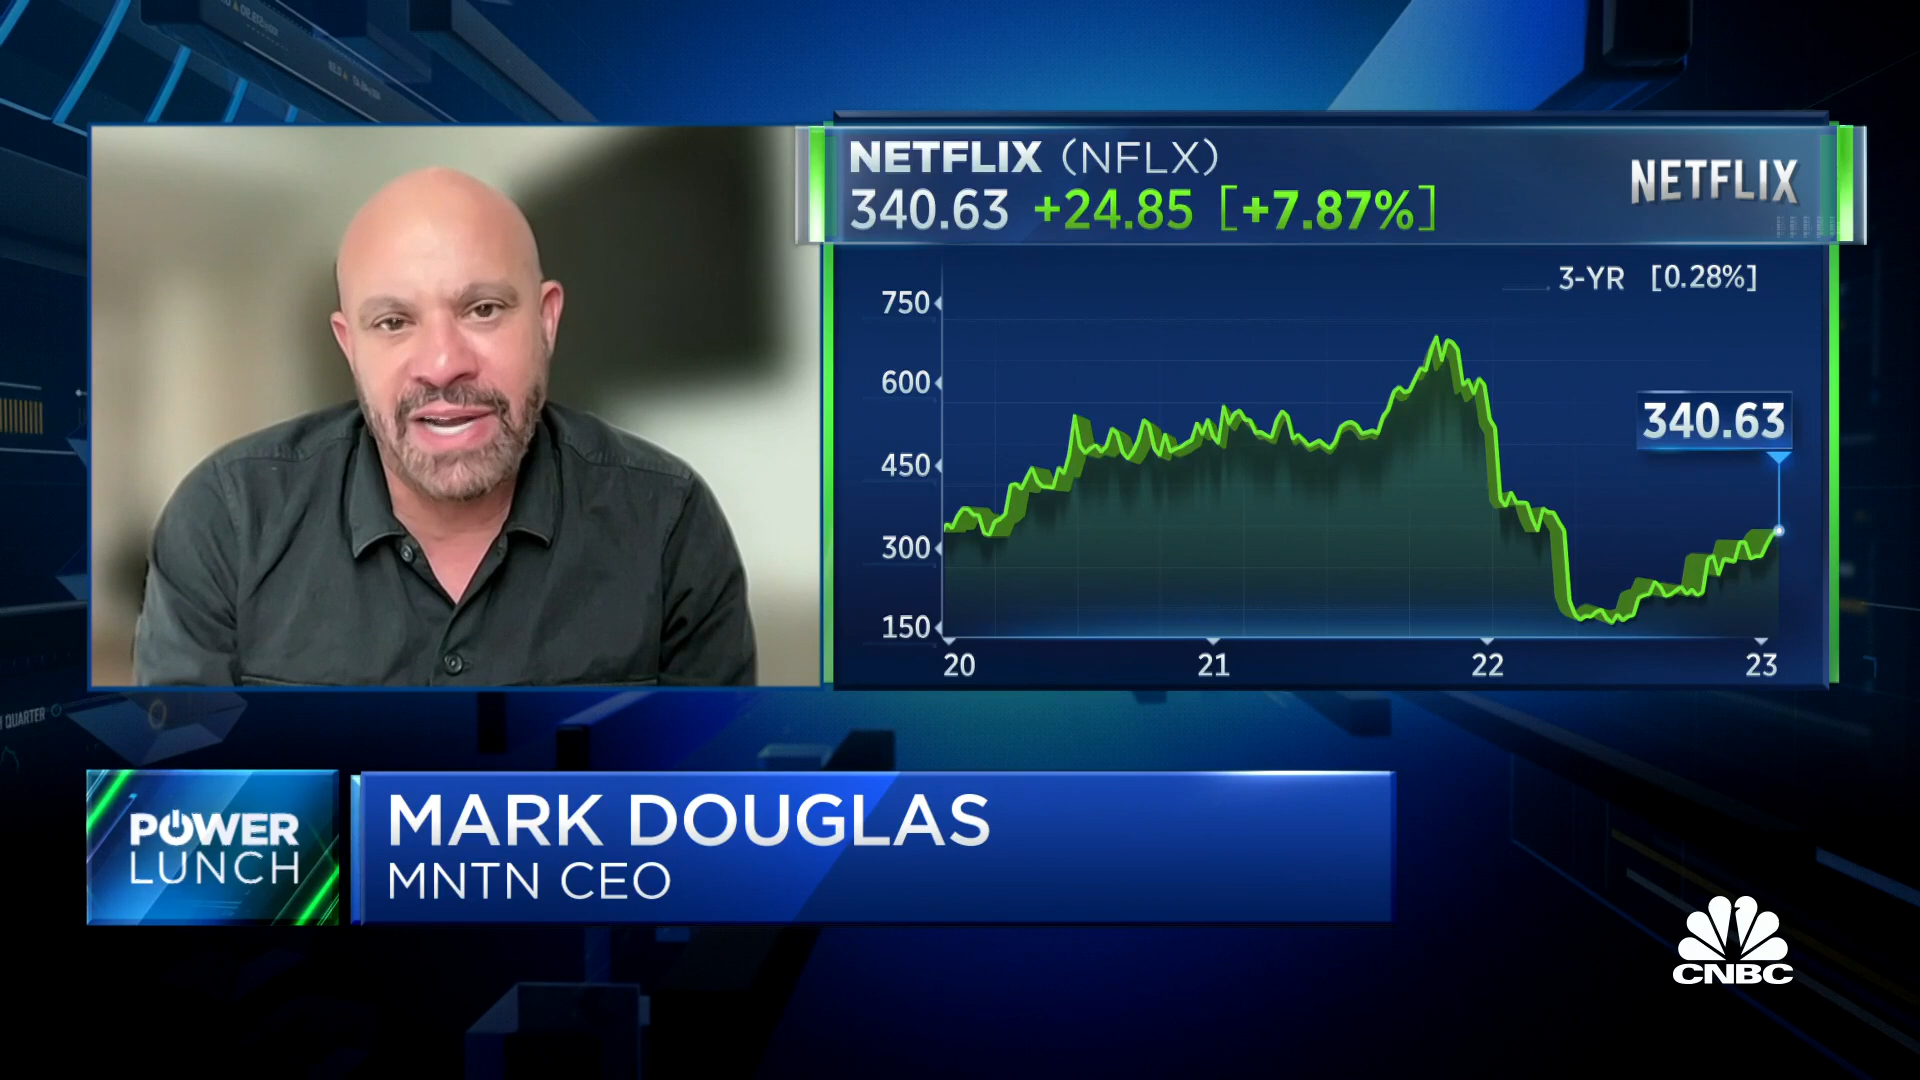 NETFLIX (NFLX)
340.63 +24.85 [+7.87%]
NETFLIX
3-YR [0.28%]
750
600
450
300
150
340.63
20 21 22 23
QUARTER
POWER
LUNCH
MARK DOUGLAS
MNTN CEO
CNBC